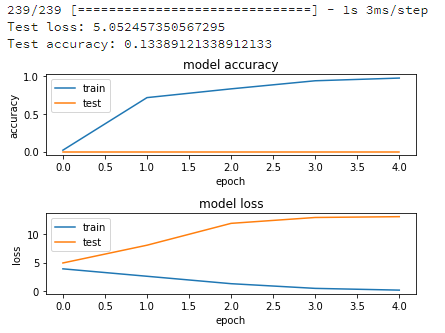 239/239 [==============================] - 1s 3ms/step
Test loss: 5.052457350567295
Test accuracy: 0.13389121338912133
model accuracy
1.0
train
test
accuracy
0.5
0.0
0.0 0.5 1.0 1.5 2.0 2.5 3.0 3.5 4.0
epoch
model loss
train
test
10
loss
5
0
0.0 0.5 1.0 1.5 2.0 2.5 3.0 3.5 4.0
epoch